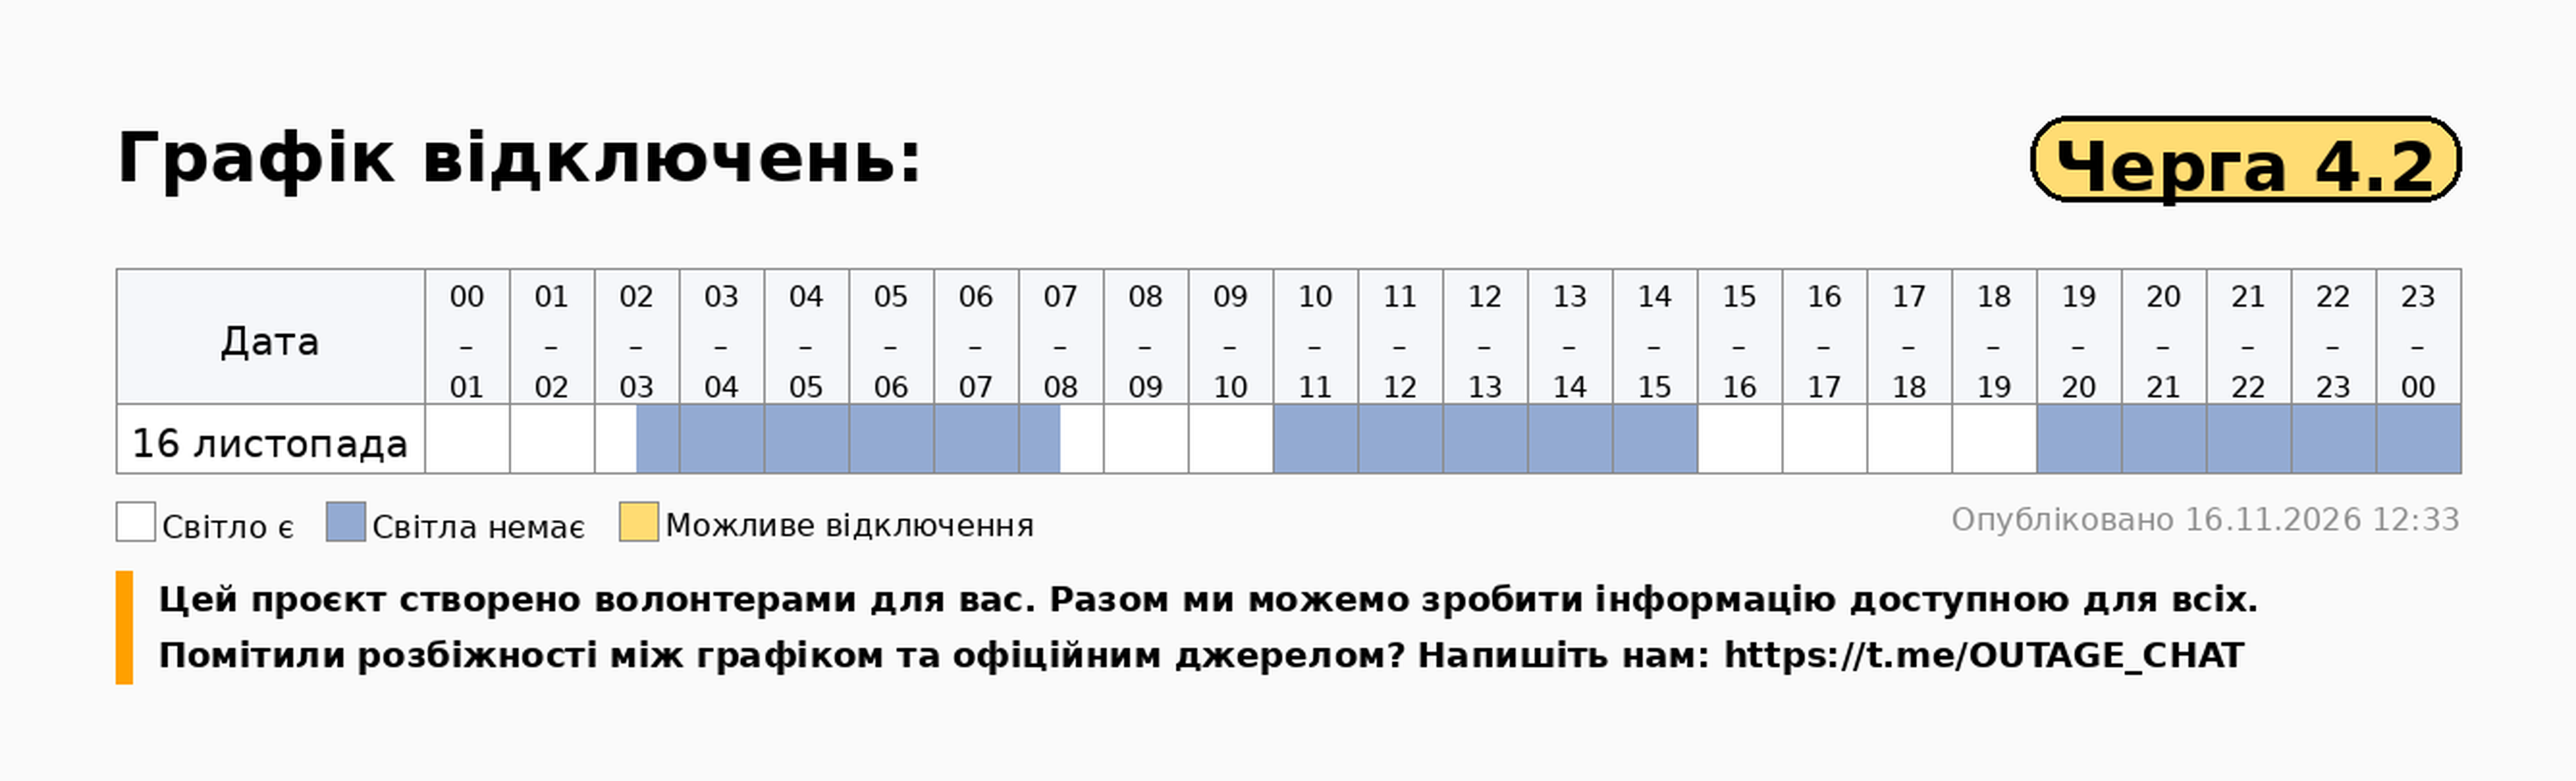 Графік відключень:
Черга 4.2
Дата
00 – 01
01 – 02
02 – 03
03 – 04
04 – 05
05 – 06
06 – 07
07 – 08
08 – 09
09 – 10
10 – 11
11 – 12
12 – 13
13 – 14
14 – 15
15 – 16
16 – 17
17 – 18
18 – 19
19 – 20
20 – 21
21 – 22
22 – 23
23 – 00
16 листопада
Світло є
Світла немає
Можливе відключення
Опубліковано 16.11.2026 12:33
Цей проєкт створено волонтерами для вас. Разом ми можемо зробити інформацію доступною для всіх.
Помітили розбіжності між графіком та офіційним джерелом? Напишіть нам: https://t.me/OUTAGE_CHAT